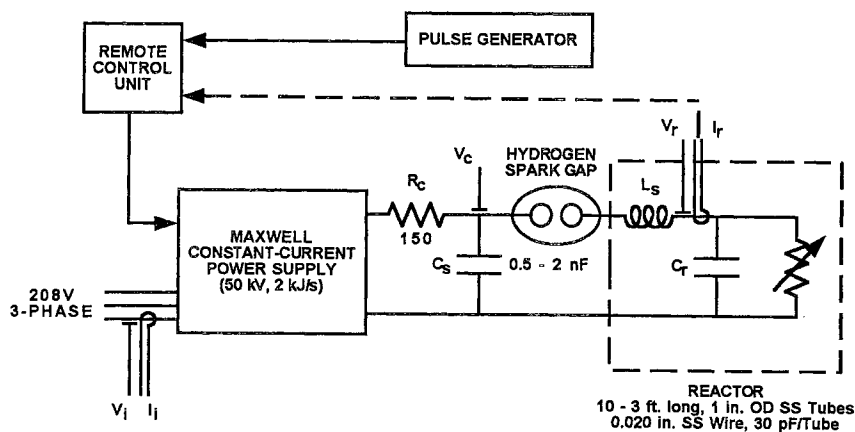 REMOTE
CONTROL
UNIT
PULSE GENERATOR
MAXWELL
CONSTANT-CURRENT
POWER SUPPLY
(50 kV, 2 kJ/s)
208V
3-PHASE
Vi
Ii
Rc
150
Vc
Cs
HYDROGEN
SPARK GAP
0.5 - 2 nF
Ls
Vr
Ir
Cr
REACTOR
10 - 3 ft. long, 1 in. OD SS Tubes
0.020 in. SS Wire, 30 pF/Tube